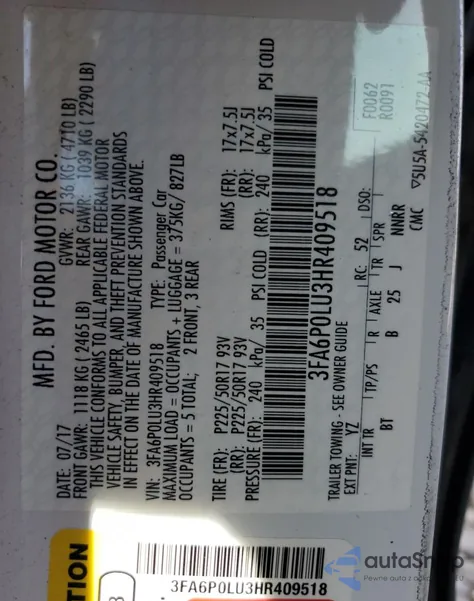 MFD. BY FORD MOTOR CO.
DATE: 07/17 GVWR: 2136 KG ( 4710 LB)
FRONT GAWR: 1118 KG ( 2465 LB) REAR GAWR: 1039 KG ( 2290 LB)
THIS VEHICLE CONFORMS TO ALL APPLICABLE FEDERAL MOTOR
VEHICLE SAFETY, BUMPER, AND THEFT PREVENTION STANDARDS
IN EFFECT ON THE DATE OF MANUFACTURE SHOWN ABOVE.
VIN: 3FA6P0LU3HR409518 TYPE: Passenger Car
MAXIMUM LOAD = OCCUPANTS + LUGGAGE = 375KG/ 827LB
OCCUPANTS = 5 TOTAL; 2 FRONT, 3 REAR
TIRE (FR): P225/50R17 93V RIMS (FR): 17x7.5J
(RR): P225/50R17 93V (RR): 17x7.5J
PRESSURE (FR): 240 kPa/ 35 PSI COLD (RR): 240 kPa/ 35 PSI COLD
3FA6P0LU3HR409518
TRAILER TOWING - SEE OWNER GUIDE
EXT PNT: YZ RC: 52 DSO: F0062
R0091
INT TR TP/PS R AXLE TR SPR
BT B 25 J NNRR
CMC ▽5U5A-5420472-AA
TION
3FA6P0LU3HR409518
autaSnap